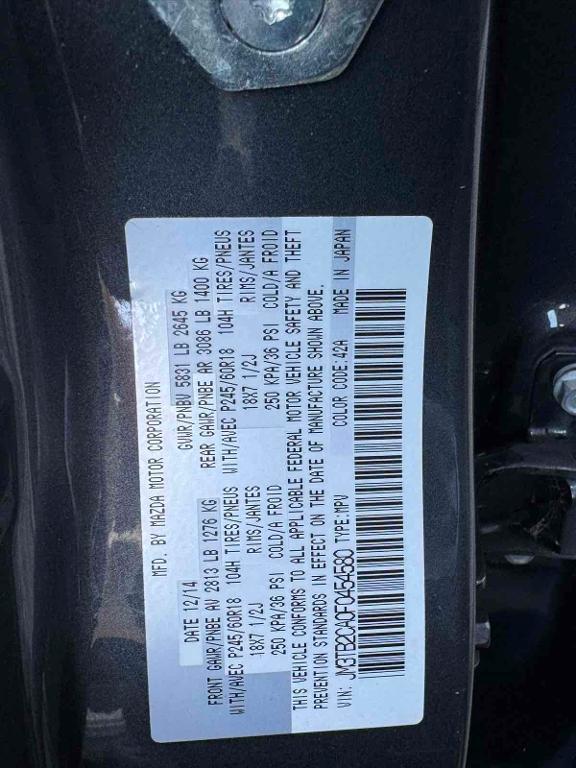 MFD. BY MAZDA MOTOR CORPORATION
DATE 12/14 GVWR/PNBV 5831 LB 2645 KG
FRONT GAWR/PNBE AV 2813 LB 1276 KG REAR GAWR/PNBE AR 3086 LB 1400 KG
WITH/AVEC P245/60R18 104H TIRES/PNEUS WITH/AVEC P245/60R18 104H TIRES/PNEUS
18X7 1/2J RIMS/JANTES 18X7 1/2J RIMS/JANTES
250 KPA/36 PSI COLD/A FROID 250 KPA/36 PSI COLD/A FROID
THIS VEHICLE CONFORMS TO ALL APPLICABLE FEDERAL MOTOR VEHICLE SAFETY AND THEFT
PREVENTION STANDARDS IN EFFECT ON THE DATE OF MANUFACTURE SHOWN ABOVE.
COLOR CODE:42A MADE IN JAPAN
VIN: JM3TB2CA0F0454580 TYPE:MPV